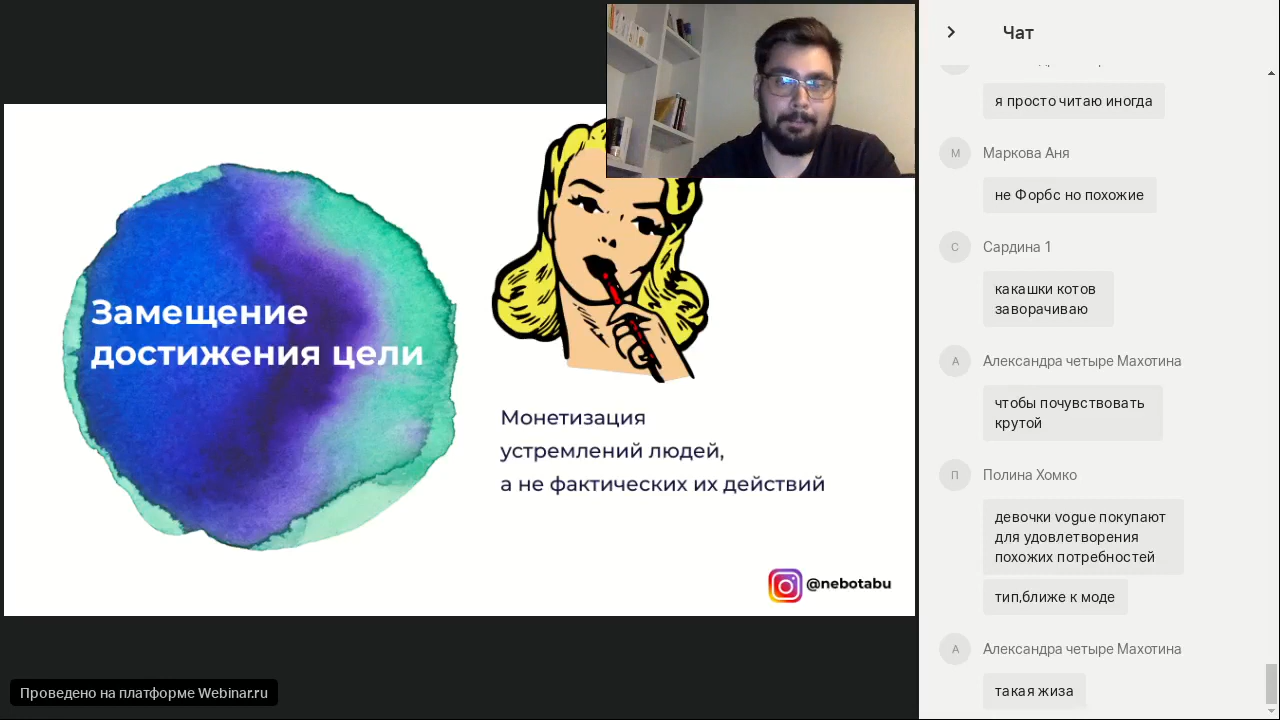 Замещение
достижения цели
Монетизация
устремлений людей,
а не фактических их действий
@nebotabu
Проведено на платформе Webinar.ru
Чат
я просто читаю иногда
М
Маркова Аня
не Форбс но похожие
С
Сардина 1
какашки котов
заворачиваю
А
Александра четыре Махотина
чтобы почувствовать
крутой
П
Полина Хомко
девочки vogue покупают
для удовлетворения
похожих потребностей
тип,ближе к моде
А
Александра четыре Махотина
такая жиза